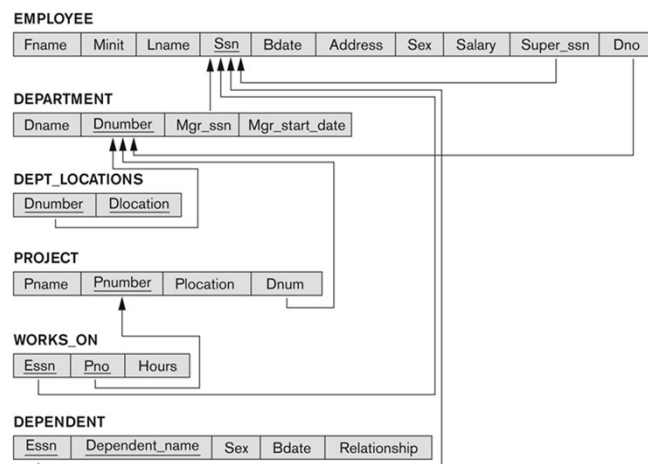 EMPLOYEE
Fname Minit Lname Ssn Bdate Address Sex Salary Super_ssn Dno
DEPARTMENT
Dname Dnumber Mgr_ssn Mgr_start_date
DEPT_LOCATIONS
Dnumber Dlocation
PROJECT
Pname Pnumber Plocation Dnum
WORKS_ON
Essn Pno Hours
DEPENDENT
Essn Dependent_name Sex Bdate Relationship